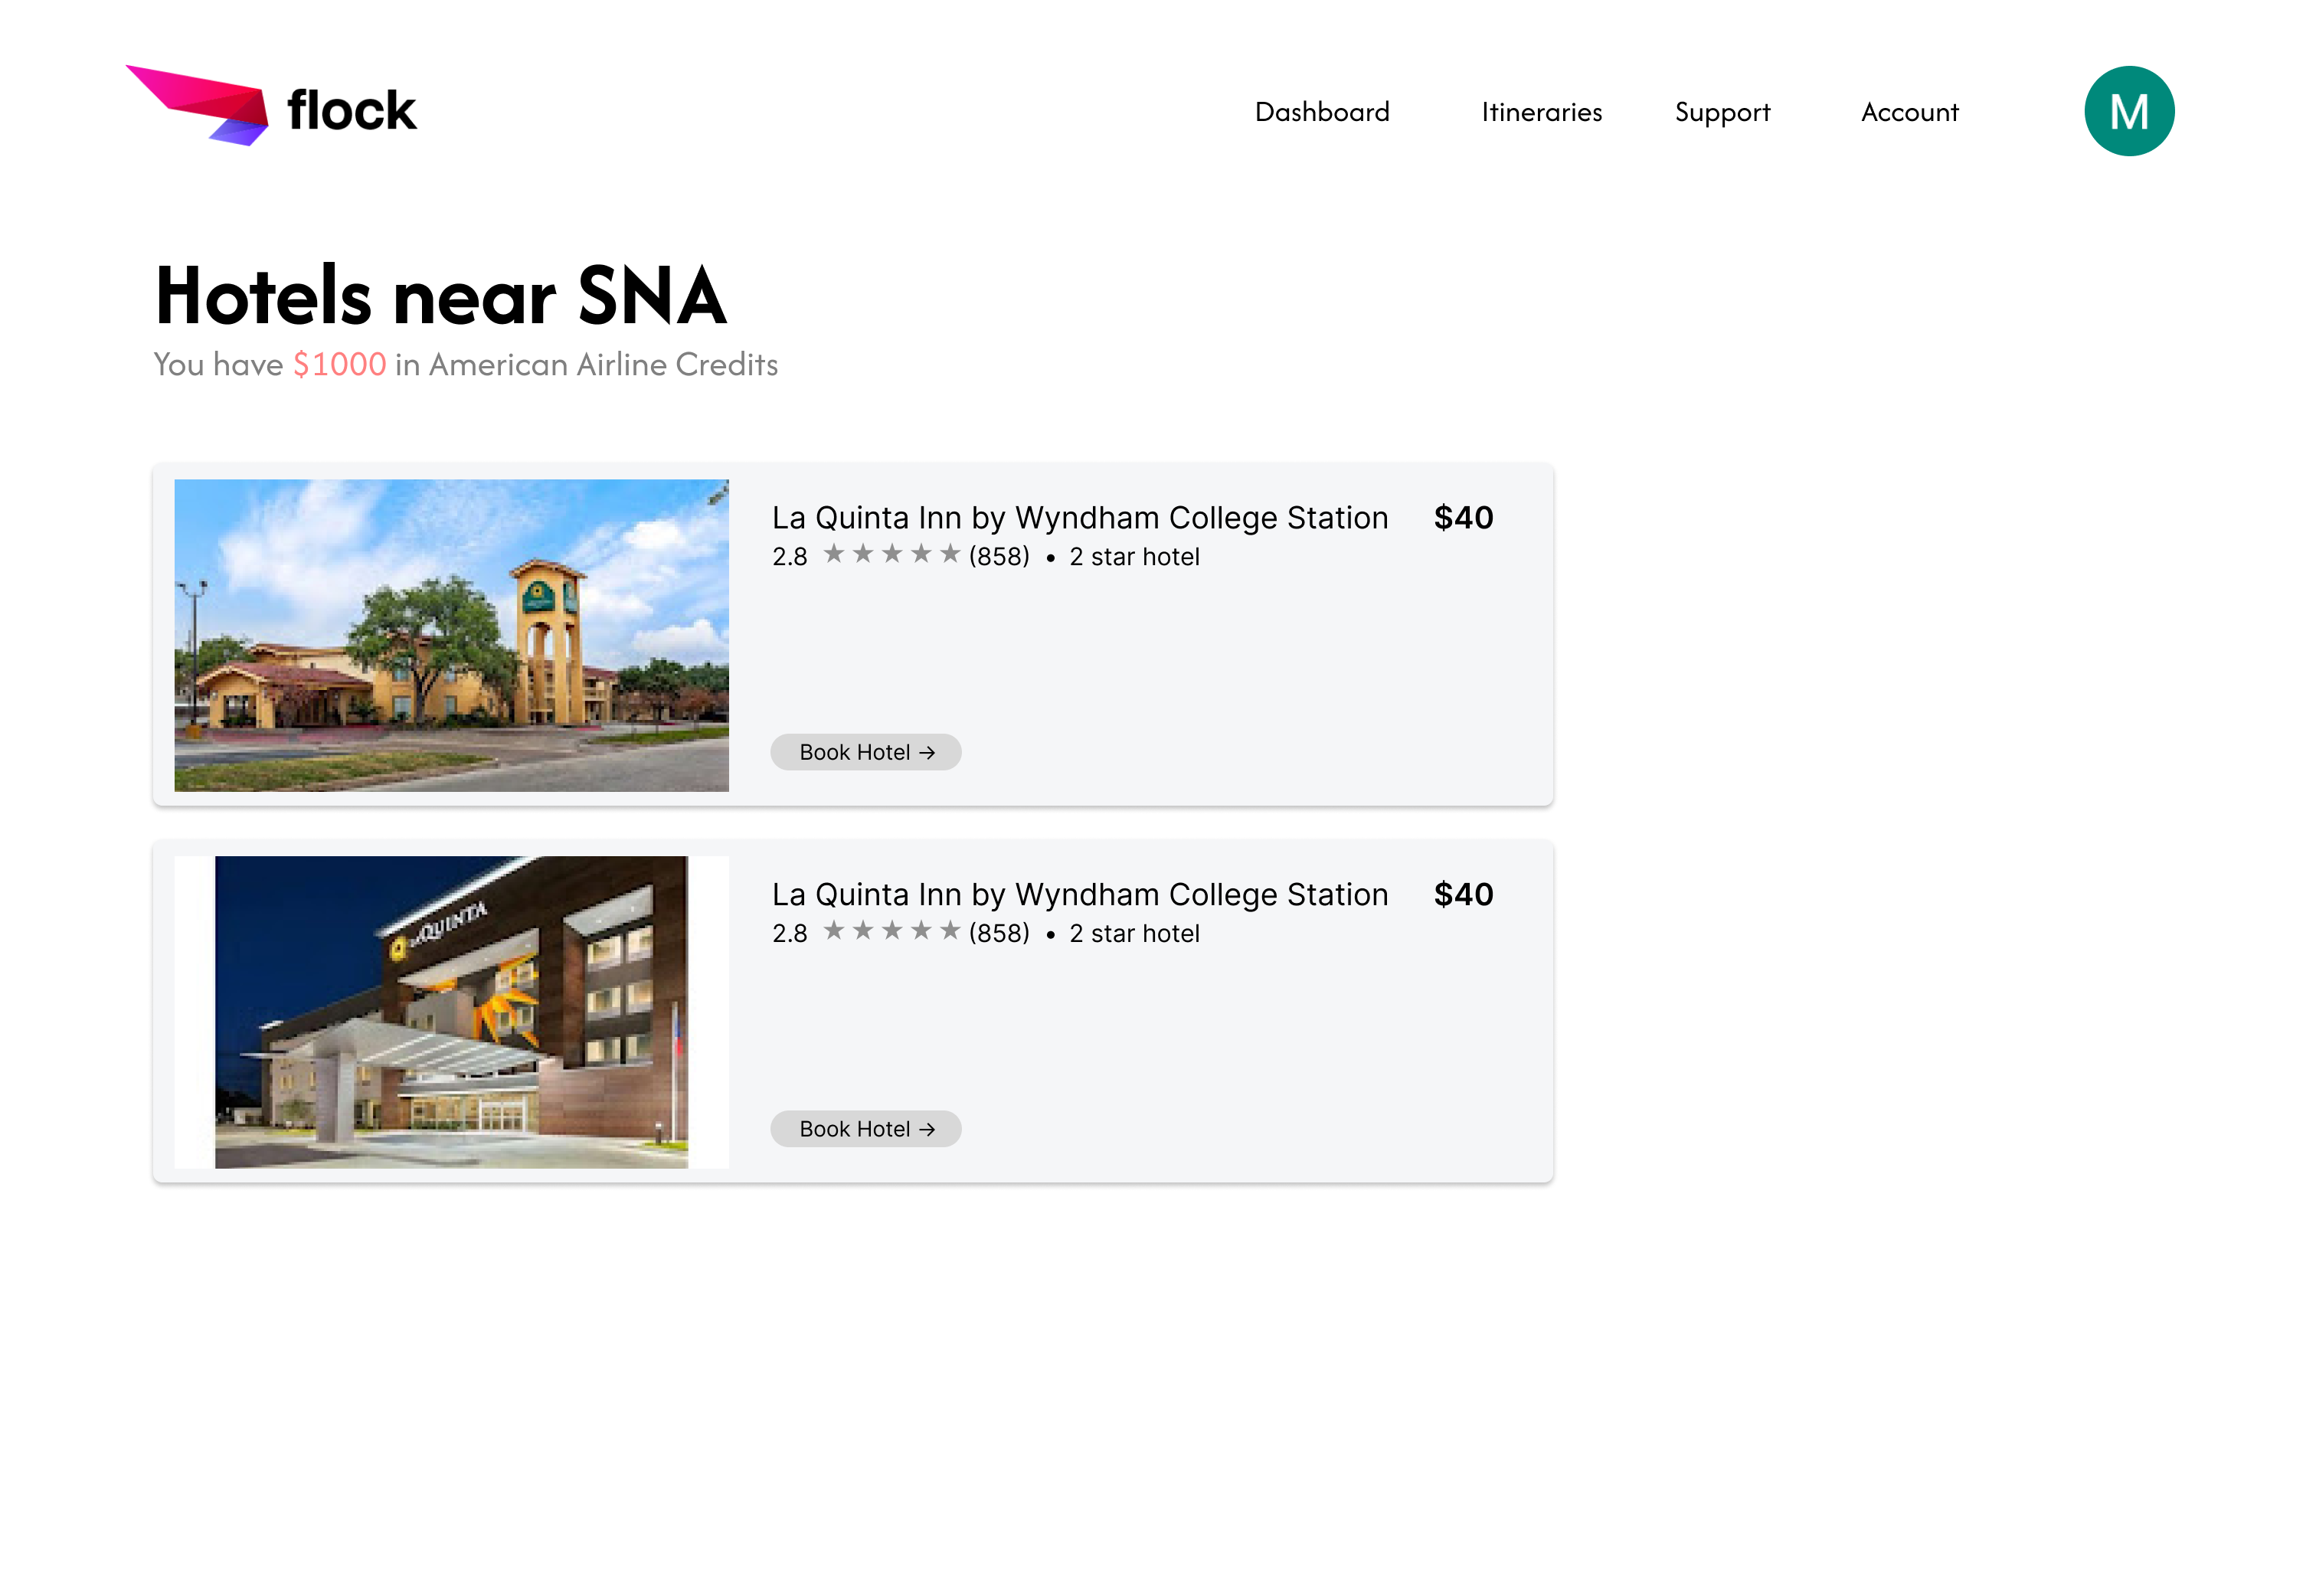 flock
Dashboard Itineraries Support Account M
Hotels near SNA
You have $1000 in American Airline Credits
La Quinta Inn by Wyndham College Station $40
2.8 ★★★★★ (858) • 2 star hotel
Book Hotel →
LAQUINTA
La Quinta Inn by Wyndham College Station $40
2.8 ★★★★★ (858) • 2 star hotel
Book Hotel →